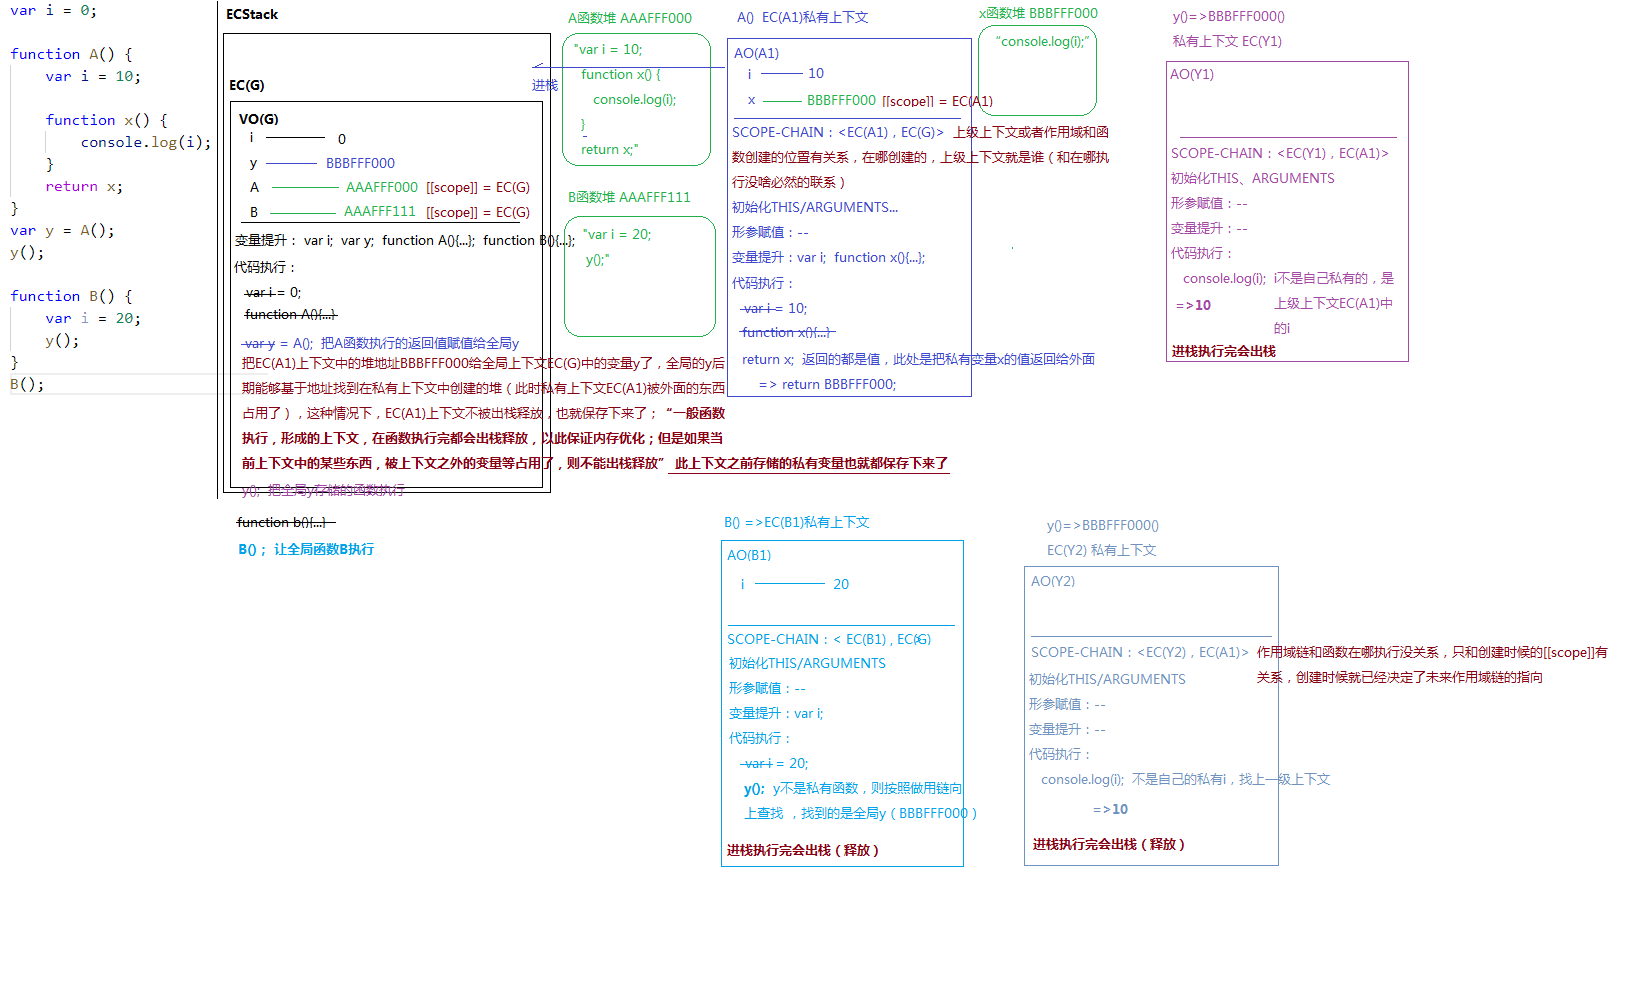 var i = 0;
function A() {
var i = 10;
function x() {
console.log(i);
}
return x;
}
var y = A();
y();
function B() {
var i = 20;
y();
}
B();
ECStack
EC(G)
VO(G)
i 0
y BBBFFF000
A AAAFFF000 [[scope]] = EC(G)
B AAAFFF111 [[scope]] = EC(G)
变量提升： var i; var y; function A(){...}; function B(){...};
代码执行：
var i = 0;
function A(){...}
var y = A(); 把A函数执行的返回值赋值给全局y
把EC(A1)上下文中的堆地址BBBFFF000给全局上下文EC(G)中的变量y了，全局的y后
期能够基于地址找到在私有上下文中创建的堆（此时私有上下文EC(A1)被外面的东西
占用了），这种情况下，EC(A1)上下文不被出栈释放，也就保存下来了；“一般函数
执行，形成的上下文，在函数执行完都会出栈释放，以此保证内存优化；但是如果当
前上下文中的某些东西，被上下文之外的变量等占用了，则不能出栈释放” 此上下文之前存储的私有变量也就都保存下来了
y(); 把全局y存储的函数执行
function b(){...}
B()； 让全局函数B执行
进栈
A函数堆 AAAFFF000
"var i = 10;
function x() {
console.log(i);
}
return x;"
B函数堆 AAAFFF111
"var i = 20;
y();"
A() EC(A1)私有上下文
AO(A1)
i 10
x BBBFFF000 [[scope]] = EC(A1)
SCOPE-CHAIN：<EC(A1)，EC(G)> 上级上下文或者作用域和函
数创建的位置有关系，在哪创建的，上级上下文就是谁（和在哪执
行没啥必然的联系）
初始化THIS/ARGUMENTS...
形参赋值：--
变量提升：var i; function x(){...};
代码执行：
var i = 10;
function x(){...}
return x; 返回的都是值，此处是把私有变量x的值返回给外面
=> return BBBFFF000;
x函数堆 BBBFFF000
“console.log(i);”
y()=>BBBFFF000()
私有上下文 EC(Y1)
AO(Y1)
SCOPE-CHAIN：<EC(Y1)，EC(A1)>
初始化THIS、ARGUMENTS
形参赋值：--
变量提升：--
代码执行：
console.log(i); i不是自己私有的，是
=>10 上级上下文EC(A1)中
的i
进栈执行完会出栈
B() =>EC(B1)私有上下文
AO(B1)
i 20
SCOPE-CHAIN：< EC(B1)，EC(G)
初始化THIS/ARGUMENTS
形参赋值：--
变量提升：var i;
代码执行：
var i = 20;
y(); y不是私有函数，则按照做用链向
上查找 ，找到的是全局y（BBBFFF000）
进栈执行完会出栈（释放）
y()=>BBBFFF000()
EC(Y2) 私有上下文
AO(Y2)
SCOPE-CHAIN：<EC(Y2)，EC(A1)> 作用域链和函数在哪执行没关系，只和创建时候的[[scope]]有
关系，创建时候就已经决定了未来作用域链的指向
初始化THIS/ARGUMENTS
形参赋值：--
变量提升：--
代码执行：
console.log(i); 不是自己的私有i，找上一级上下文
=>10
进栈执行完会出栈（释放）